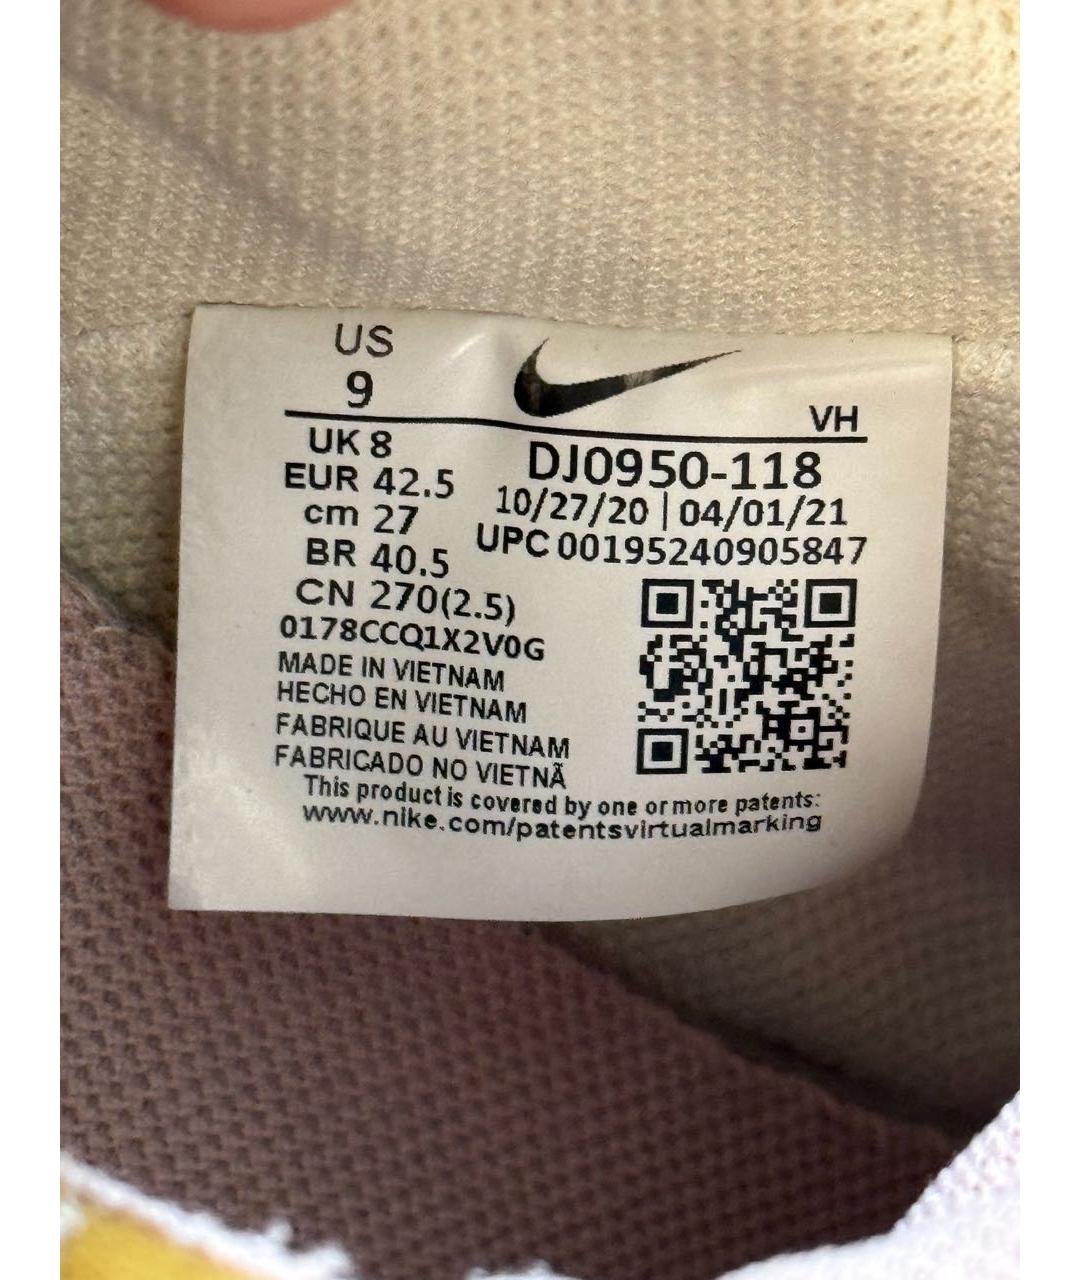 US
9
VH
UK 8
EUR 42.5
cm 27
BR 40.5
CN 270(2.5)
DJ0950-118
10/27/20 | 04/01/21
UPC 00195240905847
0178CCQ1X2V0G
MADE IN VIETNAM
HECHO EN VIETNAM
FABRIQUE AU VIETNAM
FABRICADO NO VIETNÃ
This product is covered by one or more patents:
www.nike.com/patentsvirtualmarking